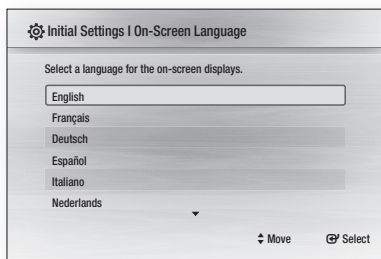 Initial Settings I On-Screen Language
Select a language for the on-screen displays.
English
Français
Deutsch
Español
Italiano
Nederlands
Move Select